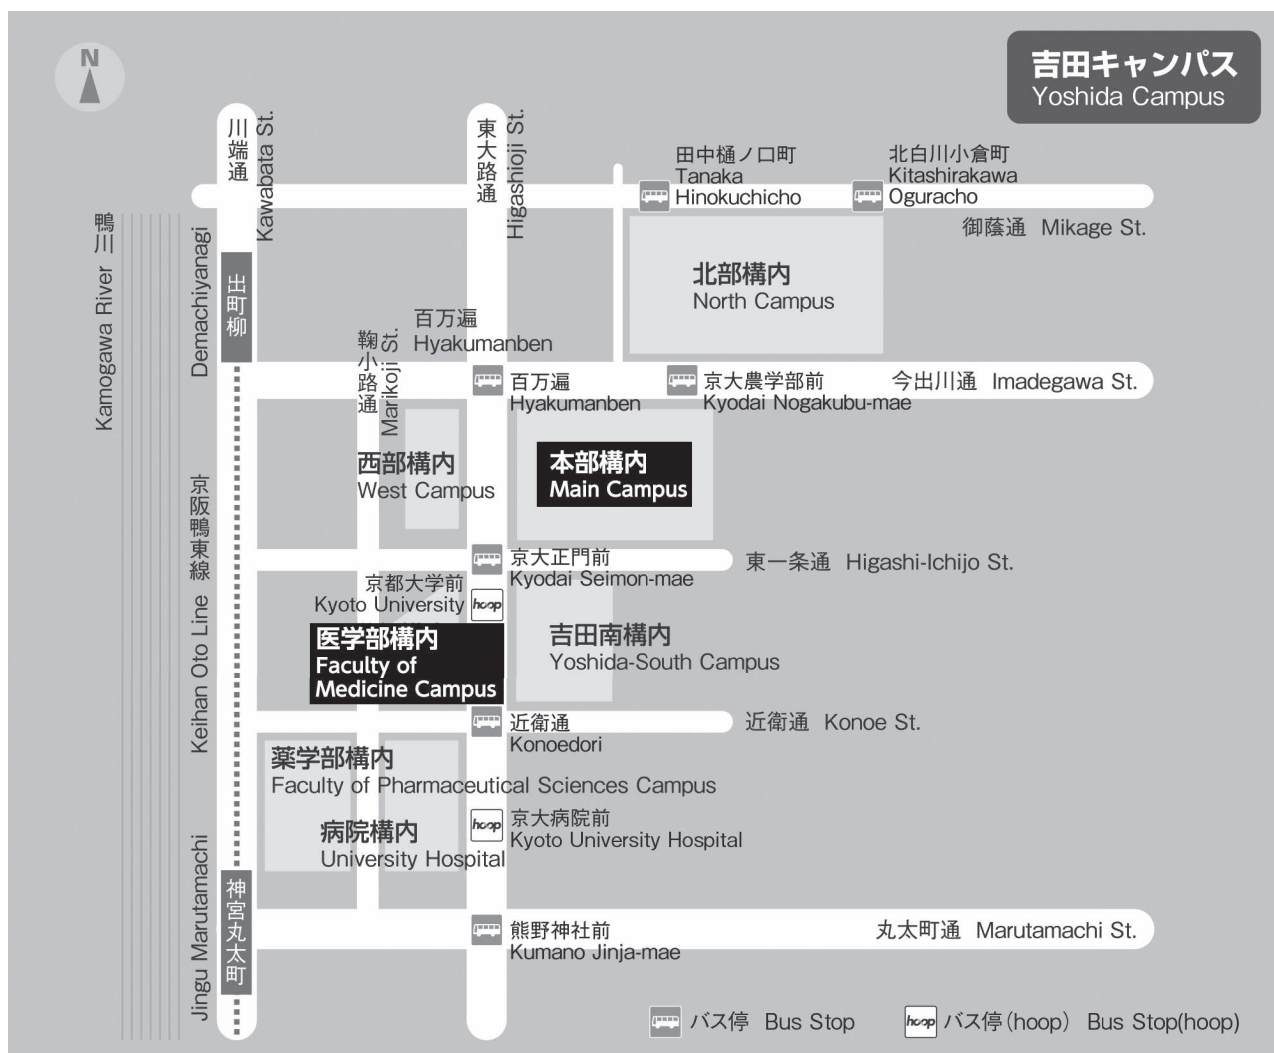 N
吉田キャンパス
Yoshida Campus
川端通
Kawabata St.
東大路通
Higashioji St.
田中樋ノ口町
Tanaka
Hinokuchicho
北白川小倉町
Kitashirakawa
Oguracho
御蔭通 Mikage St.
鴨川
Kamogawa River
Demachiyanagi
出町柳
北部構内
North Campus
百万遍
Hyakumanben
鞠小路通
Marikoji St.
百万遍
Hyakumanben
京大農学部前
Kyodai Nogakubu-mae
今出川通 Imadegawa St.
西部構内
West Campus
本部構内
Main Campus
京阪鴨東線
Keihan Oto Line
京大正門前
Kyodai Seimon-mae
東一条通 Higashi-Ichijo St.
京都大学前
Kyoto University
hoop
医学部構内
Faculty of
Medicine Campus
吉田南構内
Yoshida-South Campus
近衛通
Konoedori
近衛通 Konoe St.
薬学部構内
Faculty of Pharmaceutical Sciences Campus
病院構内
University Hospital
hoop
京大病院前
Kyoto University Hospital
Jingu Marutamachi
神宮丸太町
熊野神社前
Kumano Jinja-mae
丸太町通 Marutamachi St.
バス停 Bus Stop
hoop バス停(hoop) Bus Stop(hoop)